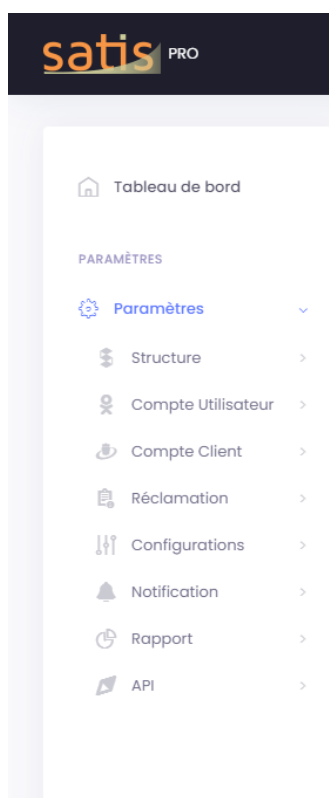 satis PRO
Tableau de bord
PARAMÈTRES
Paramètres
Structure
Compte Utilisateur
Compte Client
Réclamation
Configurations
Notification
Rapport
API